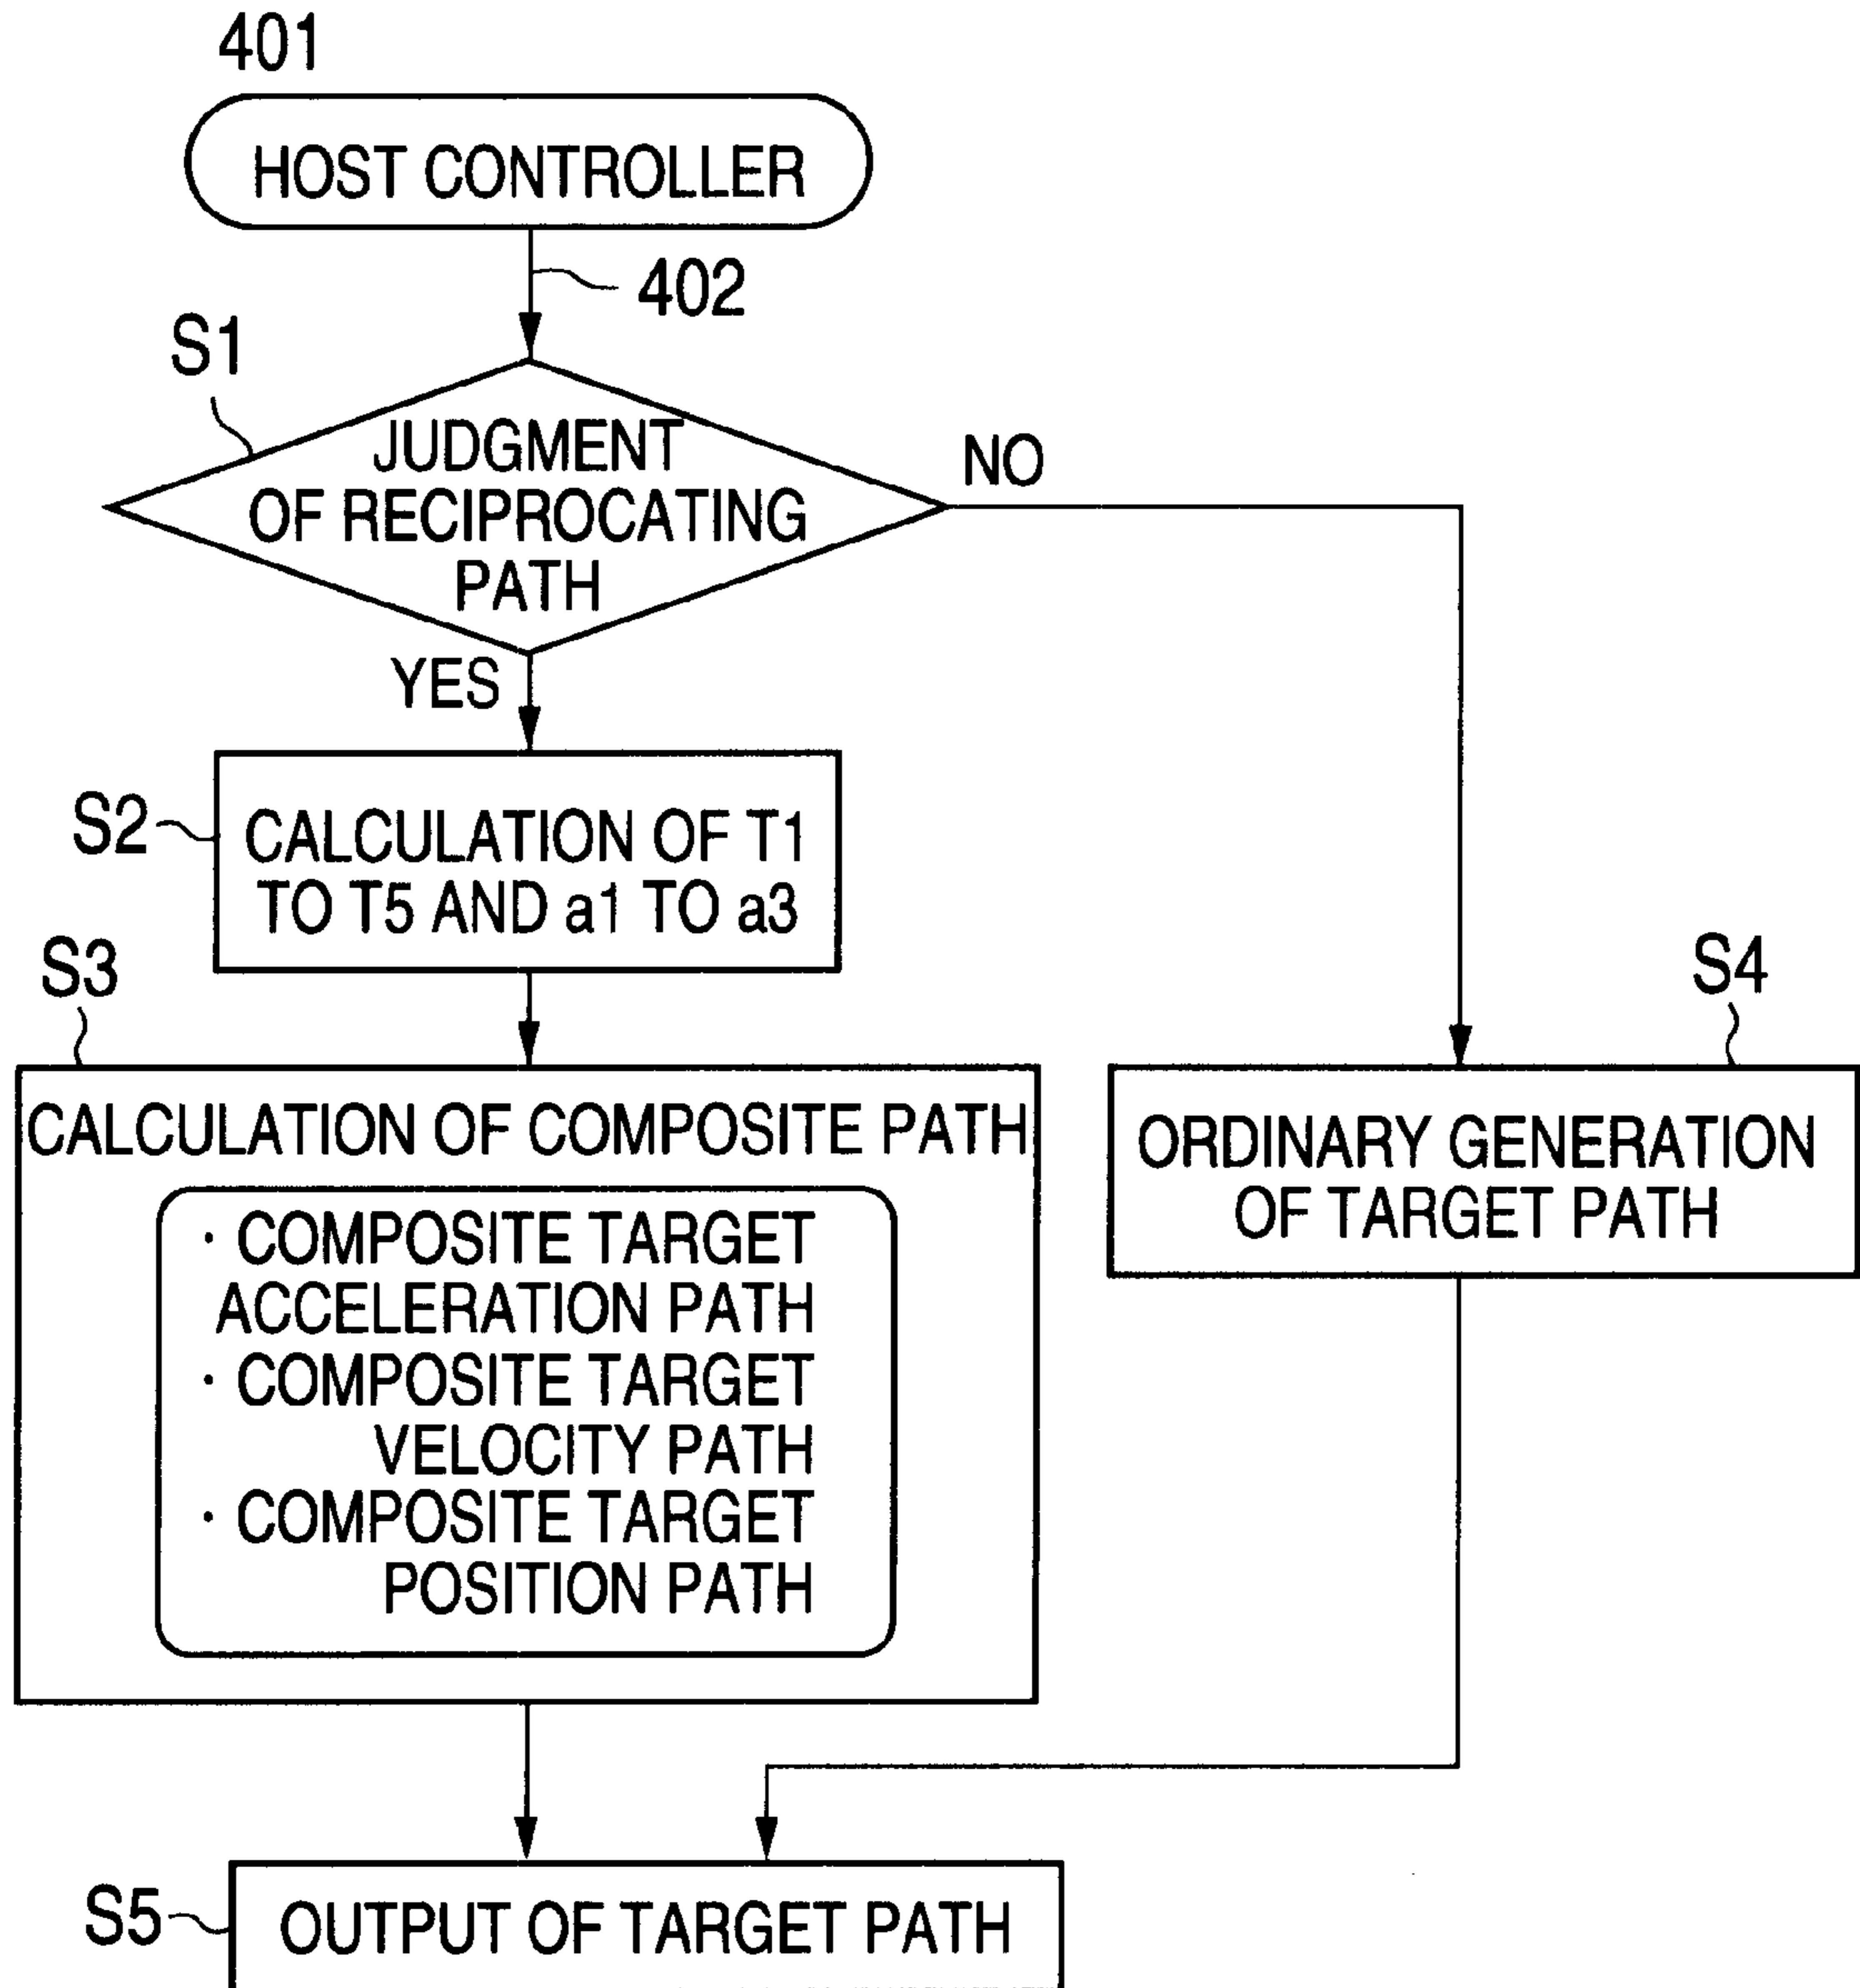 401
HOST CONTROLLER
402
S1
JUDGMENT
OF RECIPROCATING
PATH
NO
YES
S2
CALCULATION OF T1
TO T5 AND a1 TO a3
S3
S4
CALCULATION OF COMPOSITE PATH
· COMPOSITE TARGET
ACCELERATION PATH
· COMPOSITE TARGET
VELOCITY PATH
· COMPOSITE TARGET
POSITION PATH
ORDINARY GENERATION
OF TARGET PATH
S5
OUTPUT OF TARGET PATH